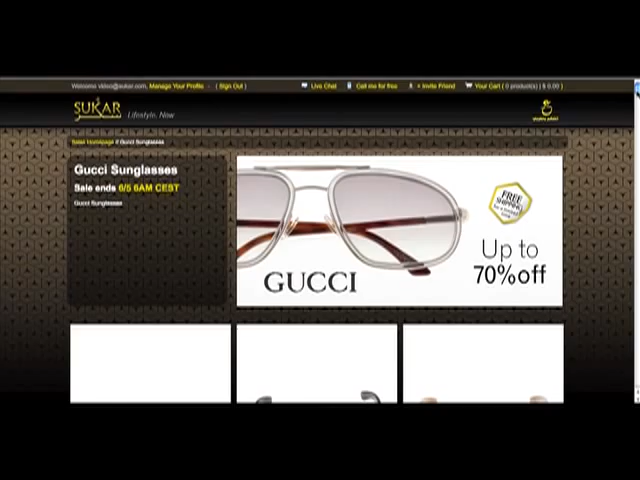 Welcome video@sukar.com, Manage Your Profile - ( Sign Out )
Live Chat
Call me for free
+ Invite Friend
Your Cart ( 0 product(s) | $ 0.00 )
SUKAR
Lifestyle, Now
Sales Homepage // Gucci Sunglasses
Gucci Sunglasses
Sale ends 6/5 6AM CEST
Gucci Sunglasses
FREE
SHIPPING
GUCCI
Up to
70%off